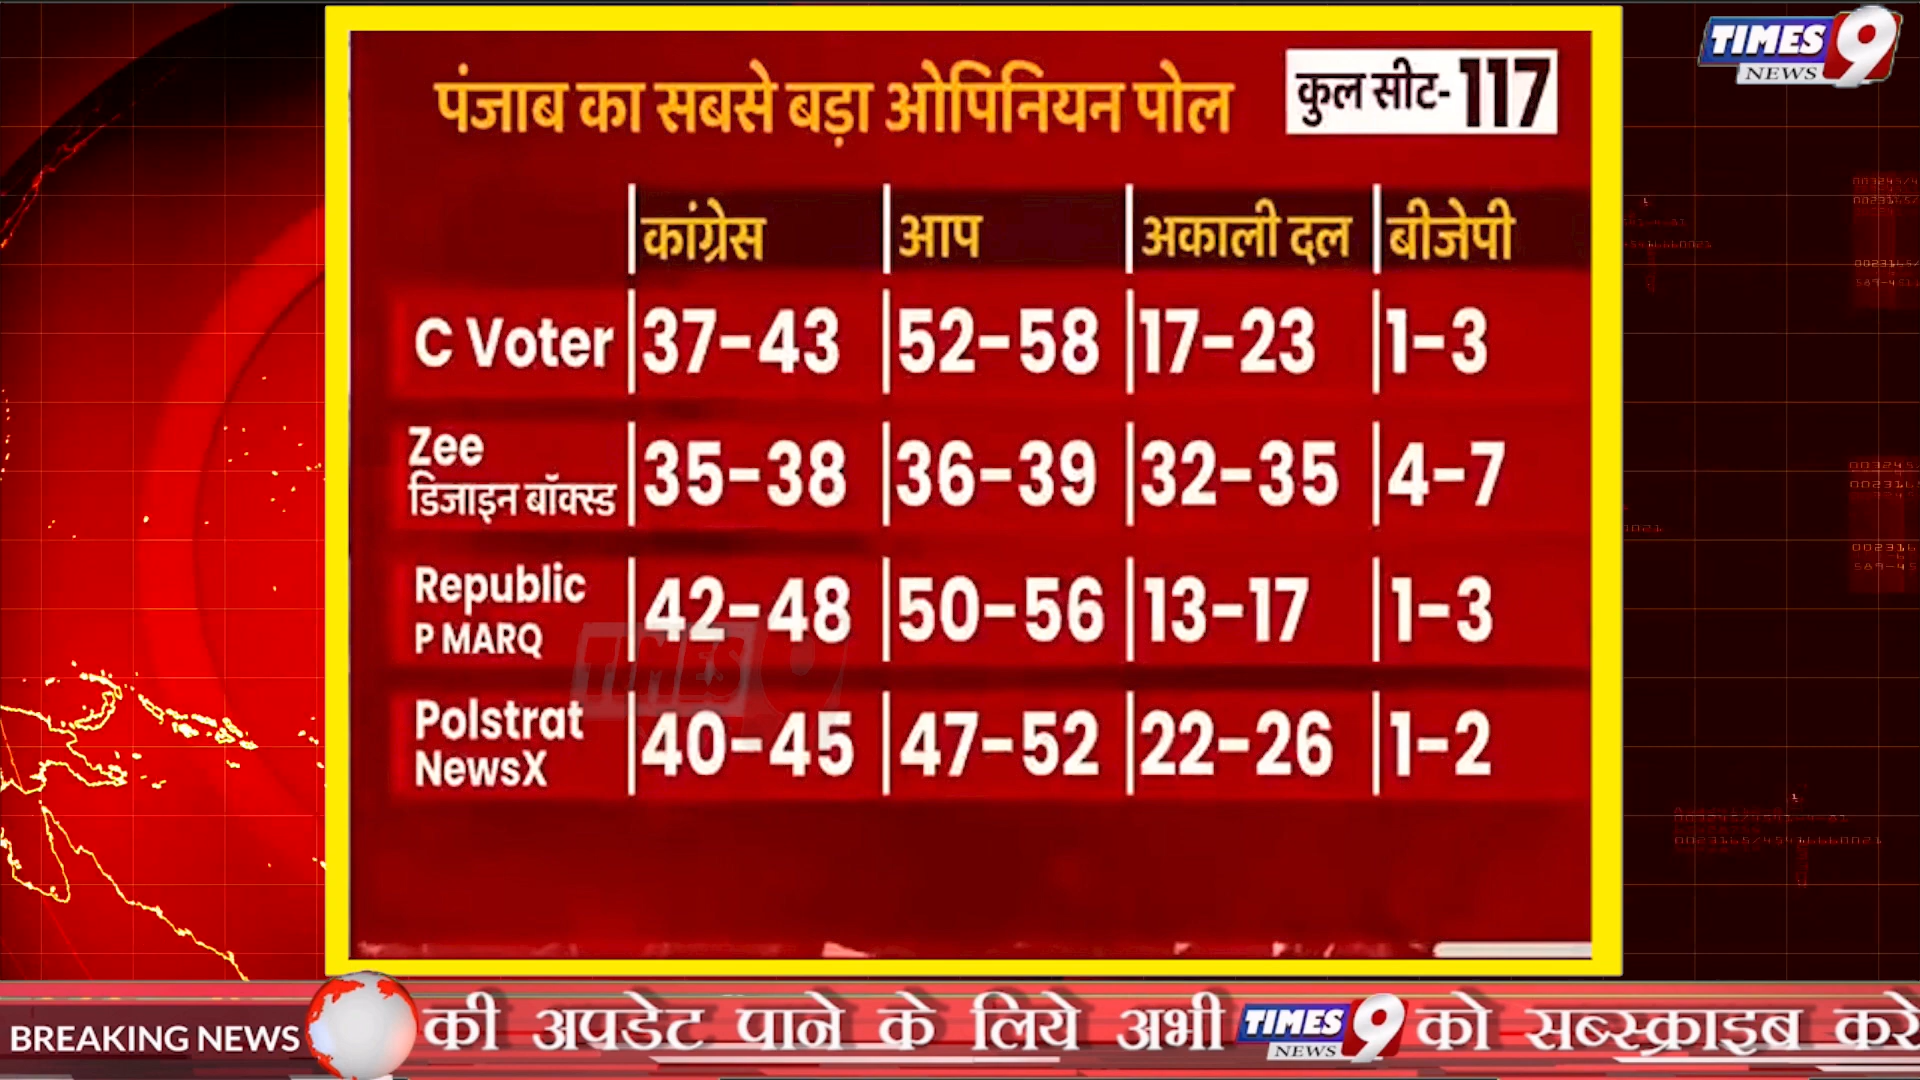 TIMES 9
NEWS
पंजाब का सबसे बड़ा ओपिनियन पोल
कुल सीट- 117
कांग्रेस आप अकाली दल बीजेपी
C Voter 37-43 52-58 17-23 1-3
Zee
डिजाइन बॉक्स्ड 35-38 36-39 32-35 4-7
Republic
P MARQ 42-48 50-56 13-17 1-3
TIMES 9
Polstrat
NewsX 40-45 47-52 22-26 1-2
BREAKING NEWS
की अपडेट पाने के लिये अभी TIMES 9 NEWS को सब्स्क्राइब करे